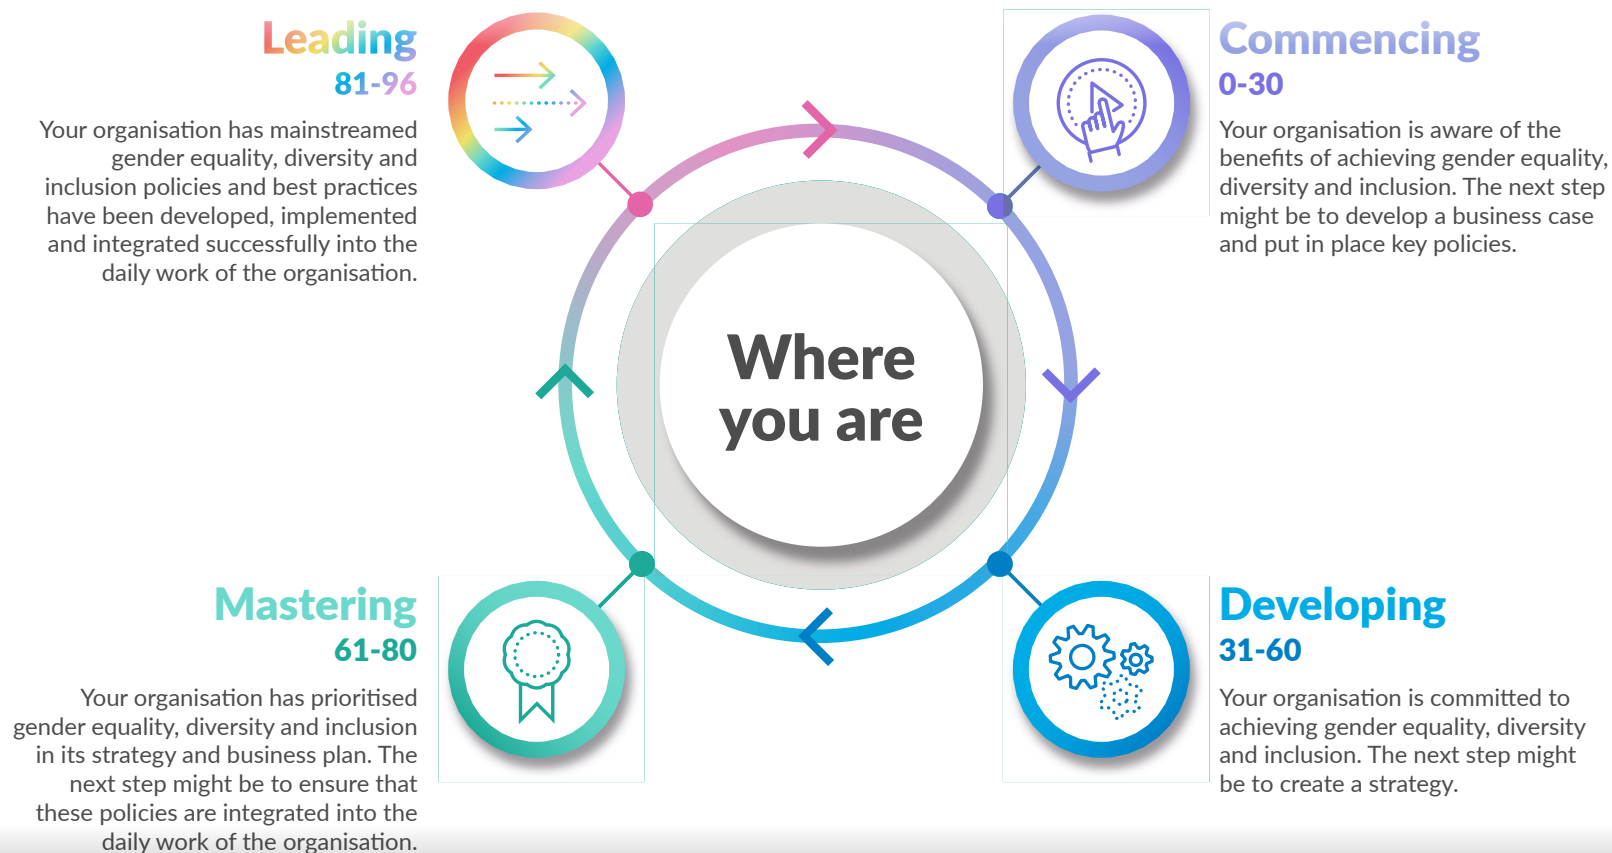 Leading
81-96
Your organisation has mainstreamed
gender equality, diversity and
inclusion policies and best practices
have been developed, implemented
and integrated successfully into the
daily work of the organisation.
Commencing
0-30
Your organisation is aware of the
benefits of achieving gender equality,
diversity and inclusion. The next step
might be to develop a business case
and put in place key policies.
Where
you are
Mastering
61-80
Your organisation has prioritised
gender equality, diversity and inclusion
in its strategy and business plan. The
next step might be to ensure that
these policies are integrated into the
daily work of the organisation.
Developing
31-60
Your organisation is committed to
achieving gender equality, diversity
and inclusion. The next step might
be to create a strategy.